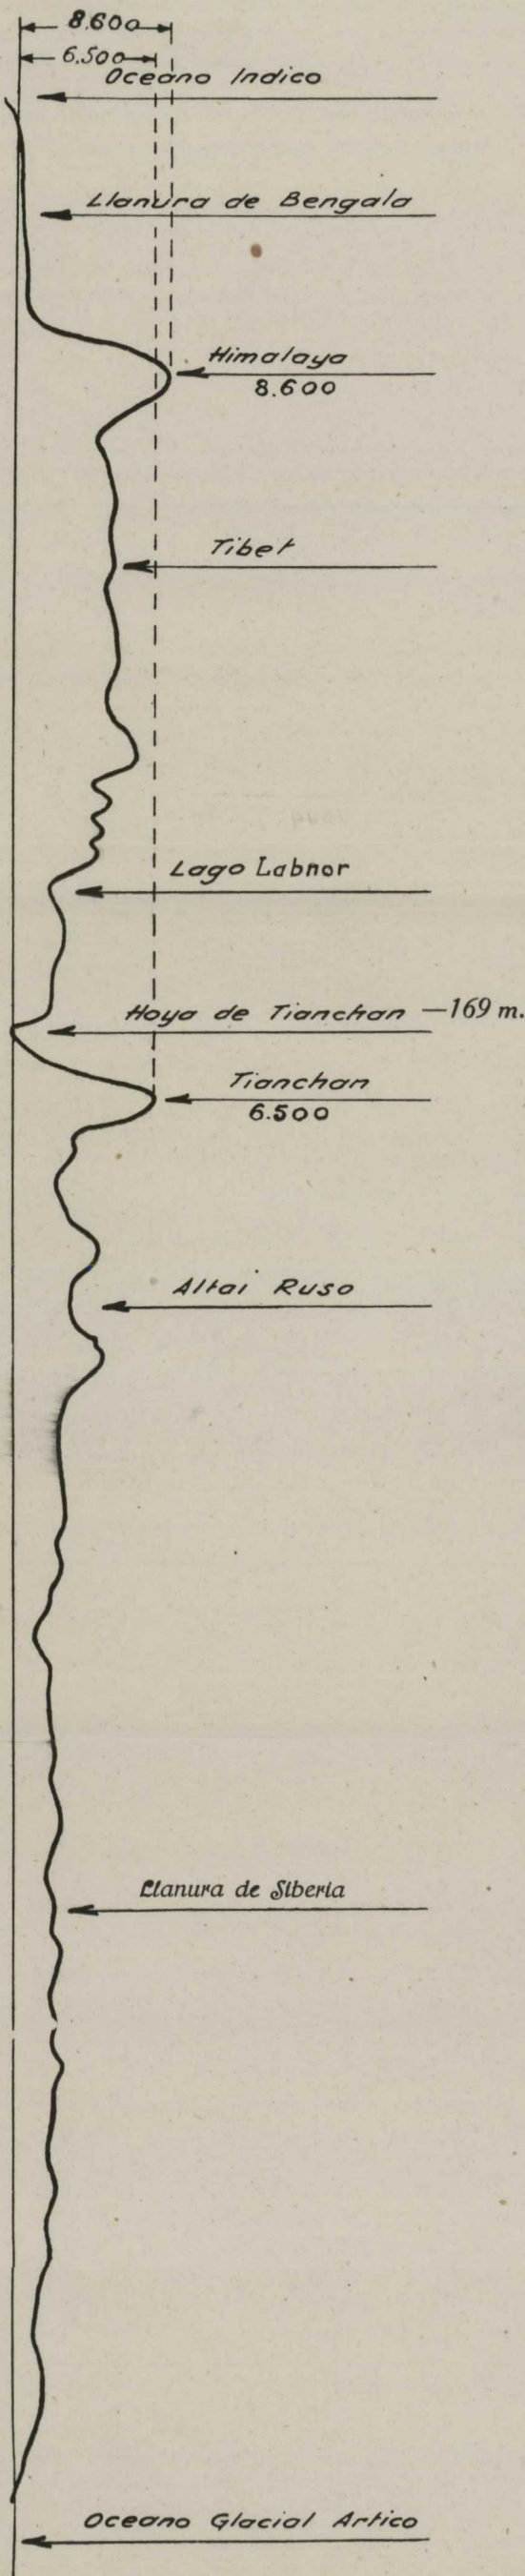 8.600
6.500
Oceano Indico
Llanura de Bengala
Himalaya
8.600
Tibet
Lago Labnor
Hoya de Tianchan —169 m.
Tianchan
6.500
Altai Ruso
Llanura de Siberia
Oceano Glacial Artico